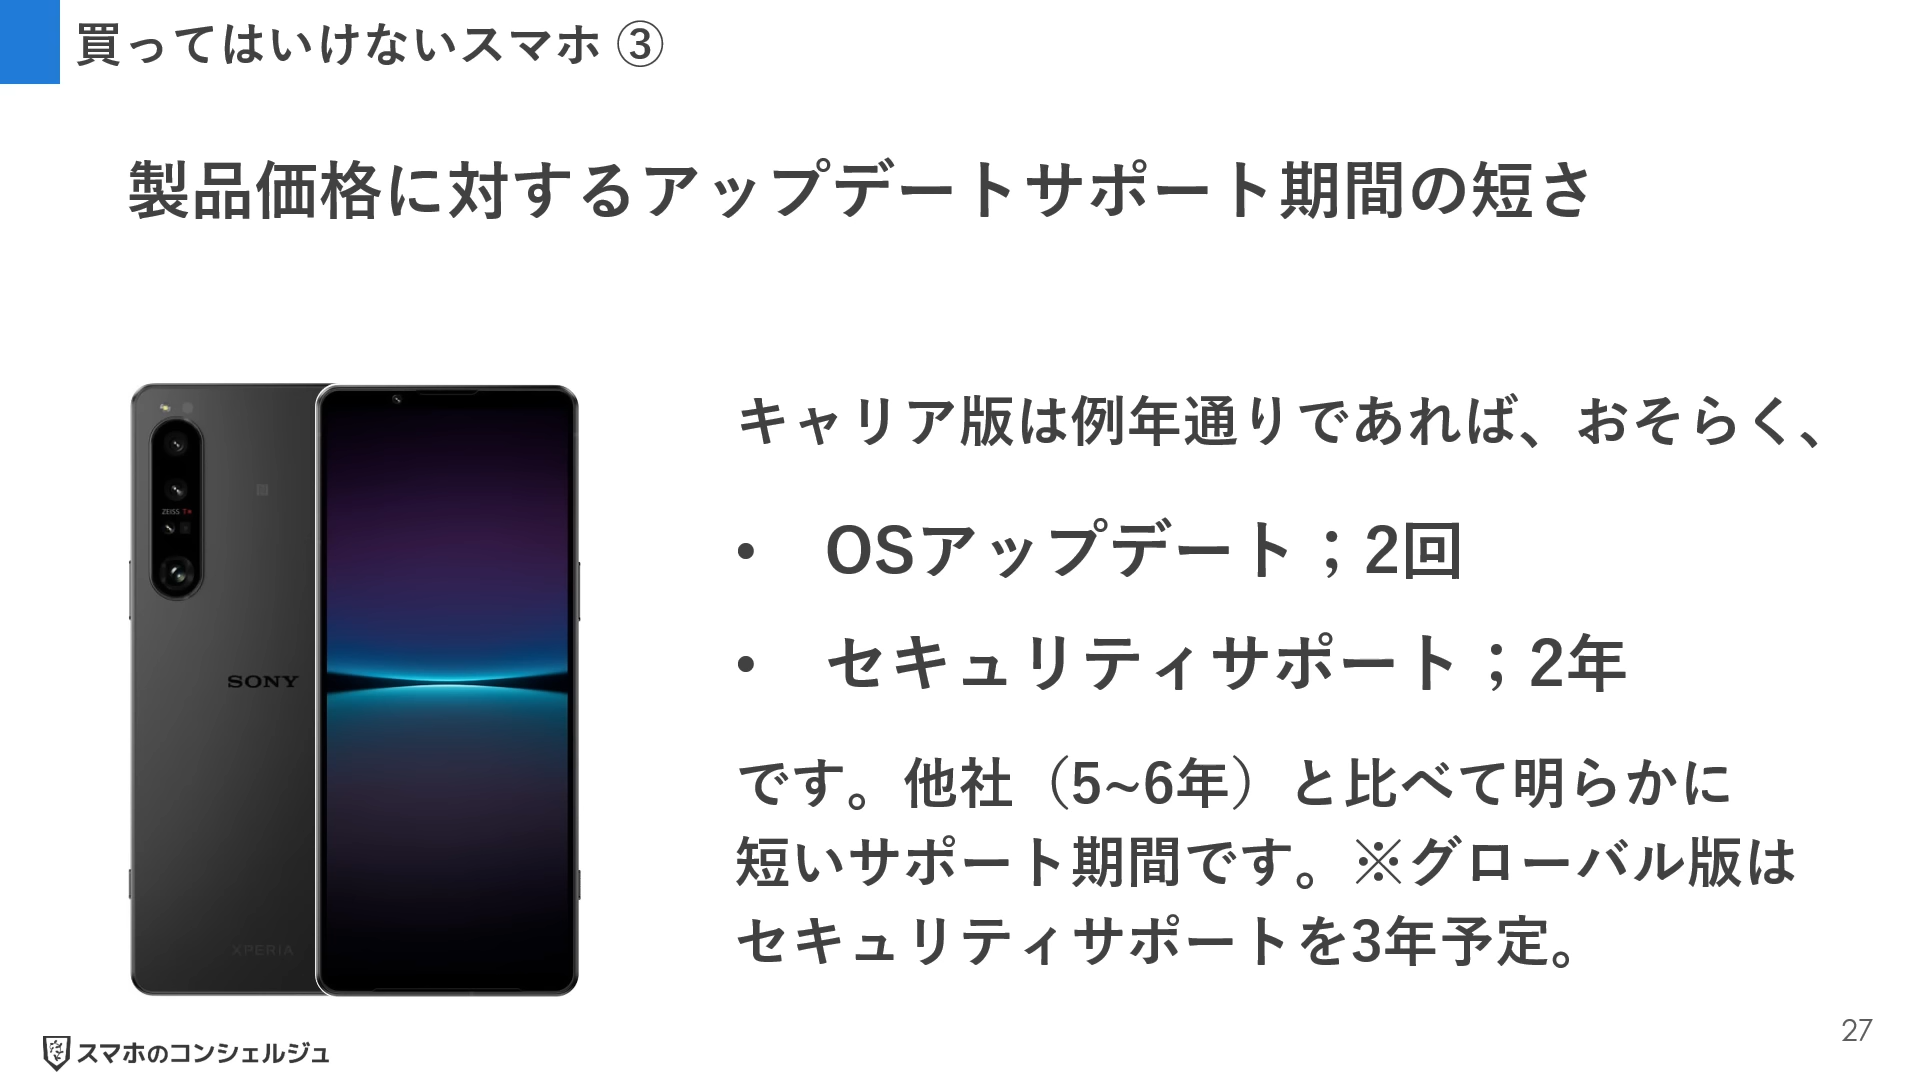 買ってはいけないスマホ ③
製品価格に対するアップデートサポート期間の短さ
ZEISS T*
SONY
XPERIA
キャリア版は例年通りであれば、おそらく、
• OSアップデート；2回
• セキュリティサポート；2年
です。他社（5~6年）と比べて明らかに
短いサポート期間です。※グローバル版は
セキュリティサポートを3年予定。
スマホのコンシェルジュ
27